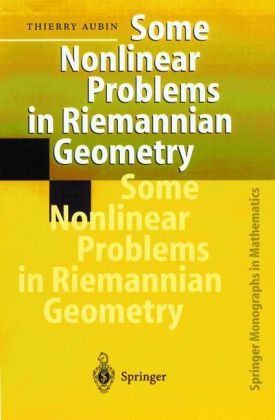 THIERRY AUBIN
Some
Nonlinear
Problems
in Riemannian
Geometry
Some
Nonlinear
Problems
in Riemannian
Geometry
Springer Monographs in Mathematics
Springer